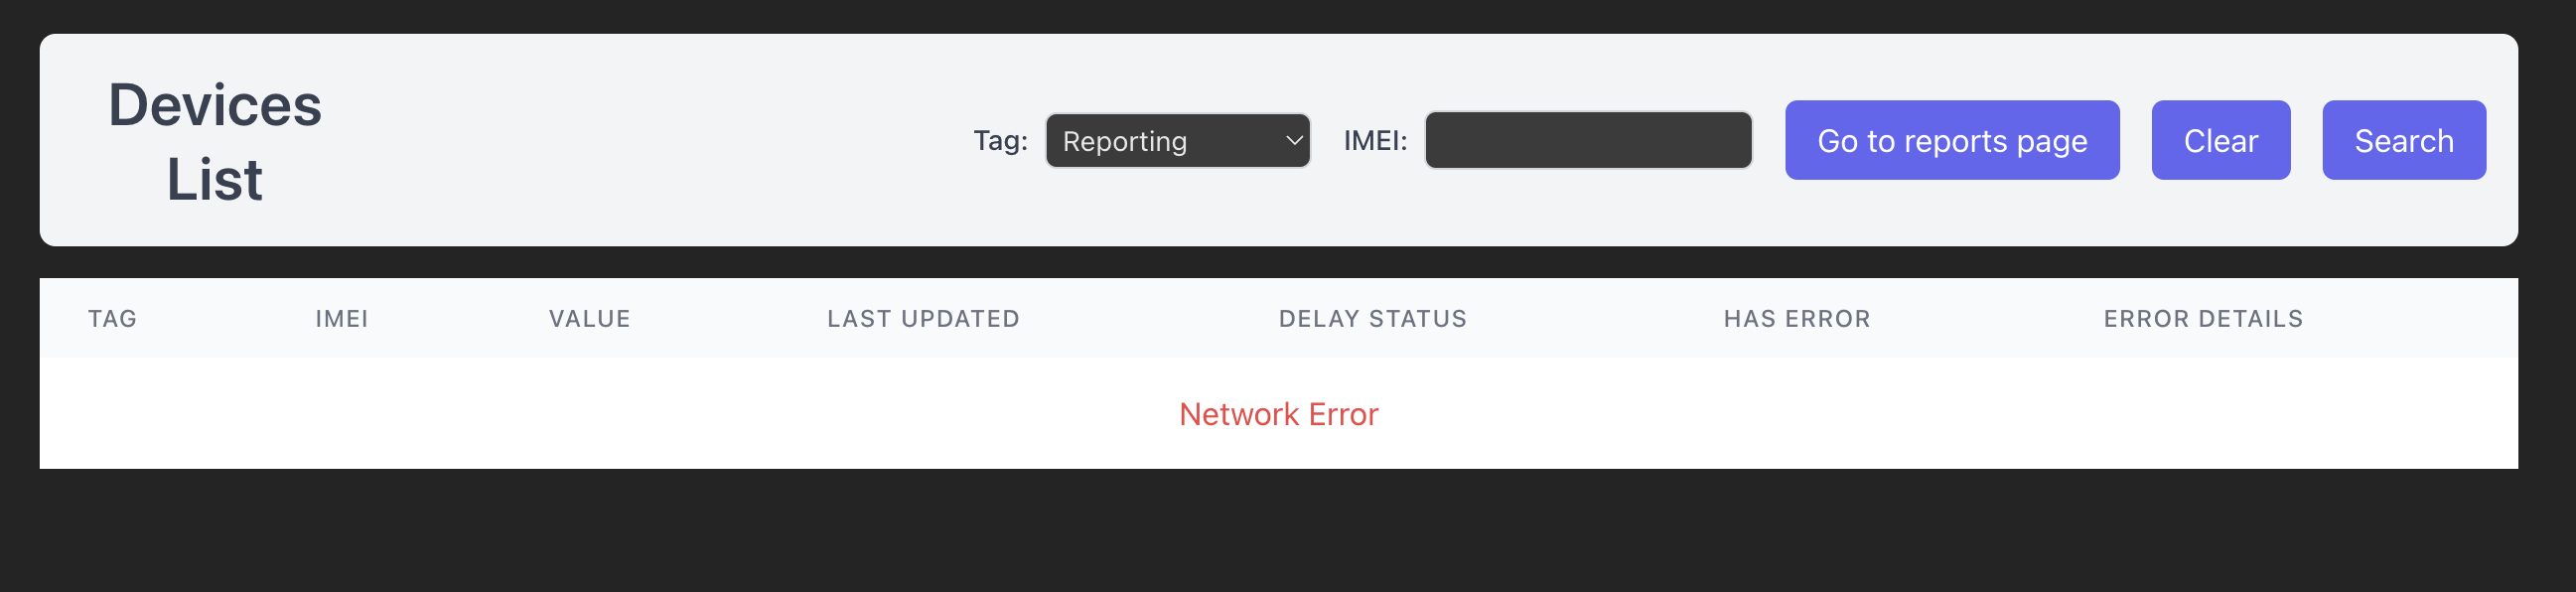 Devices
List
Tag: Reporting IMEI: Go to reports page Clear Search
TAG IMEI VALUE LAST UPDATED DELAY STATUS HAS ERROR ERROR DETAILS
Network Error